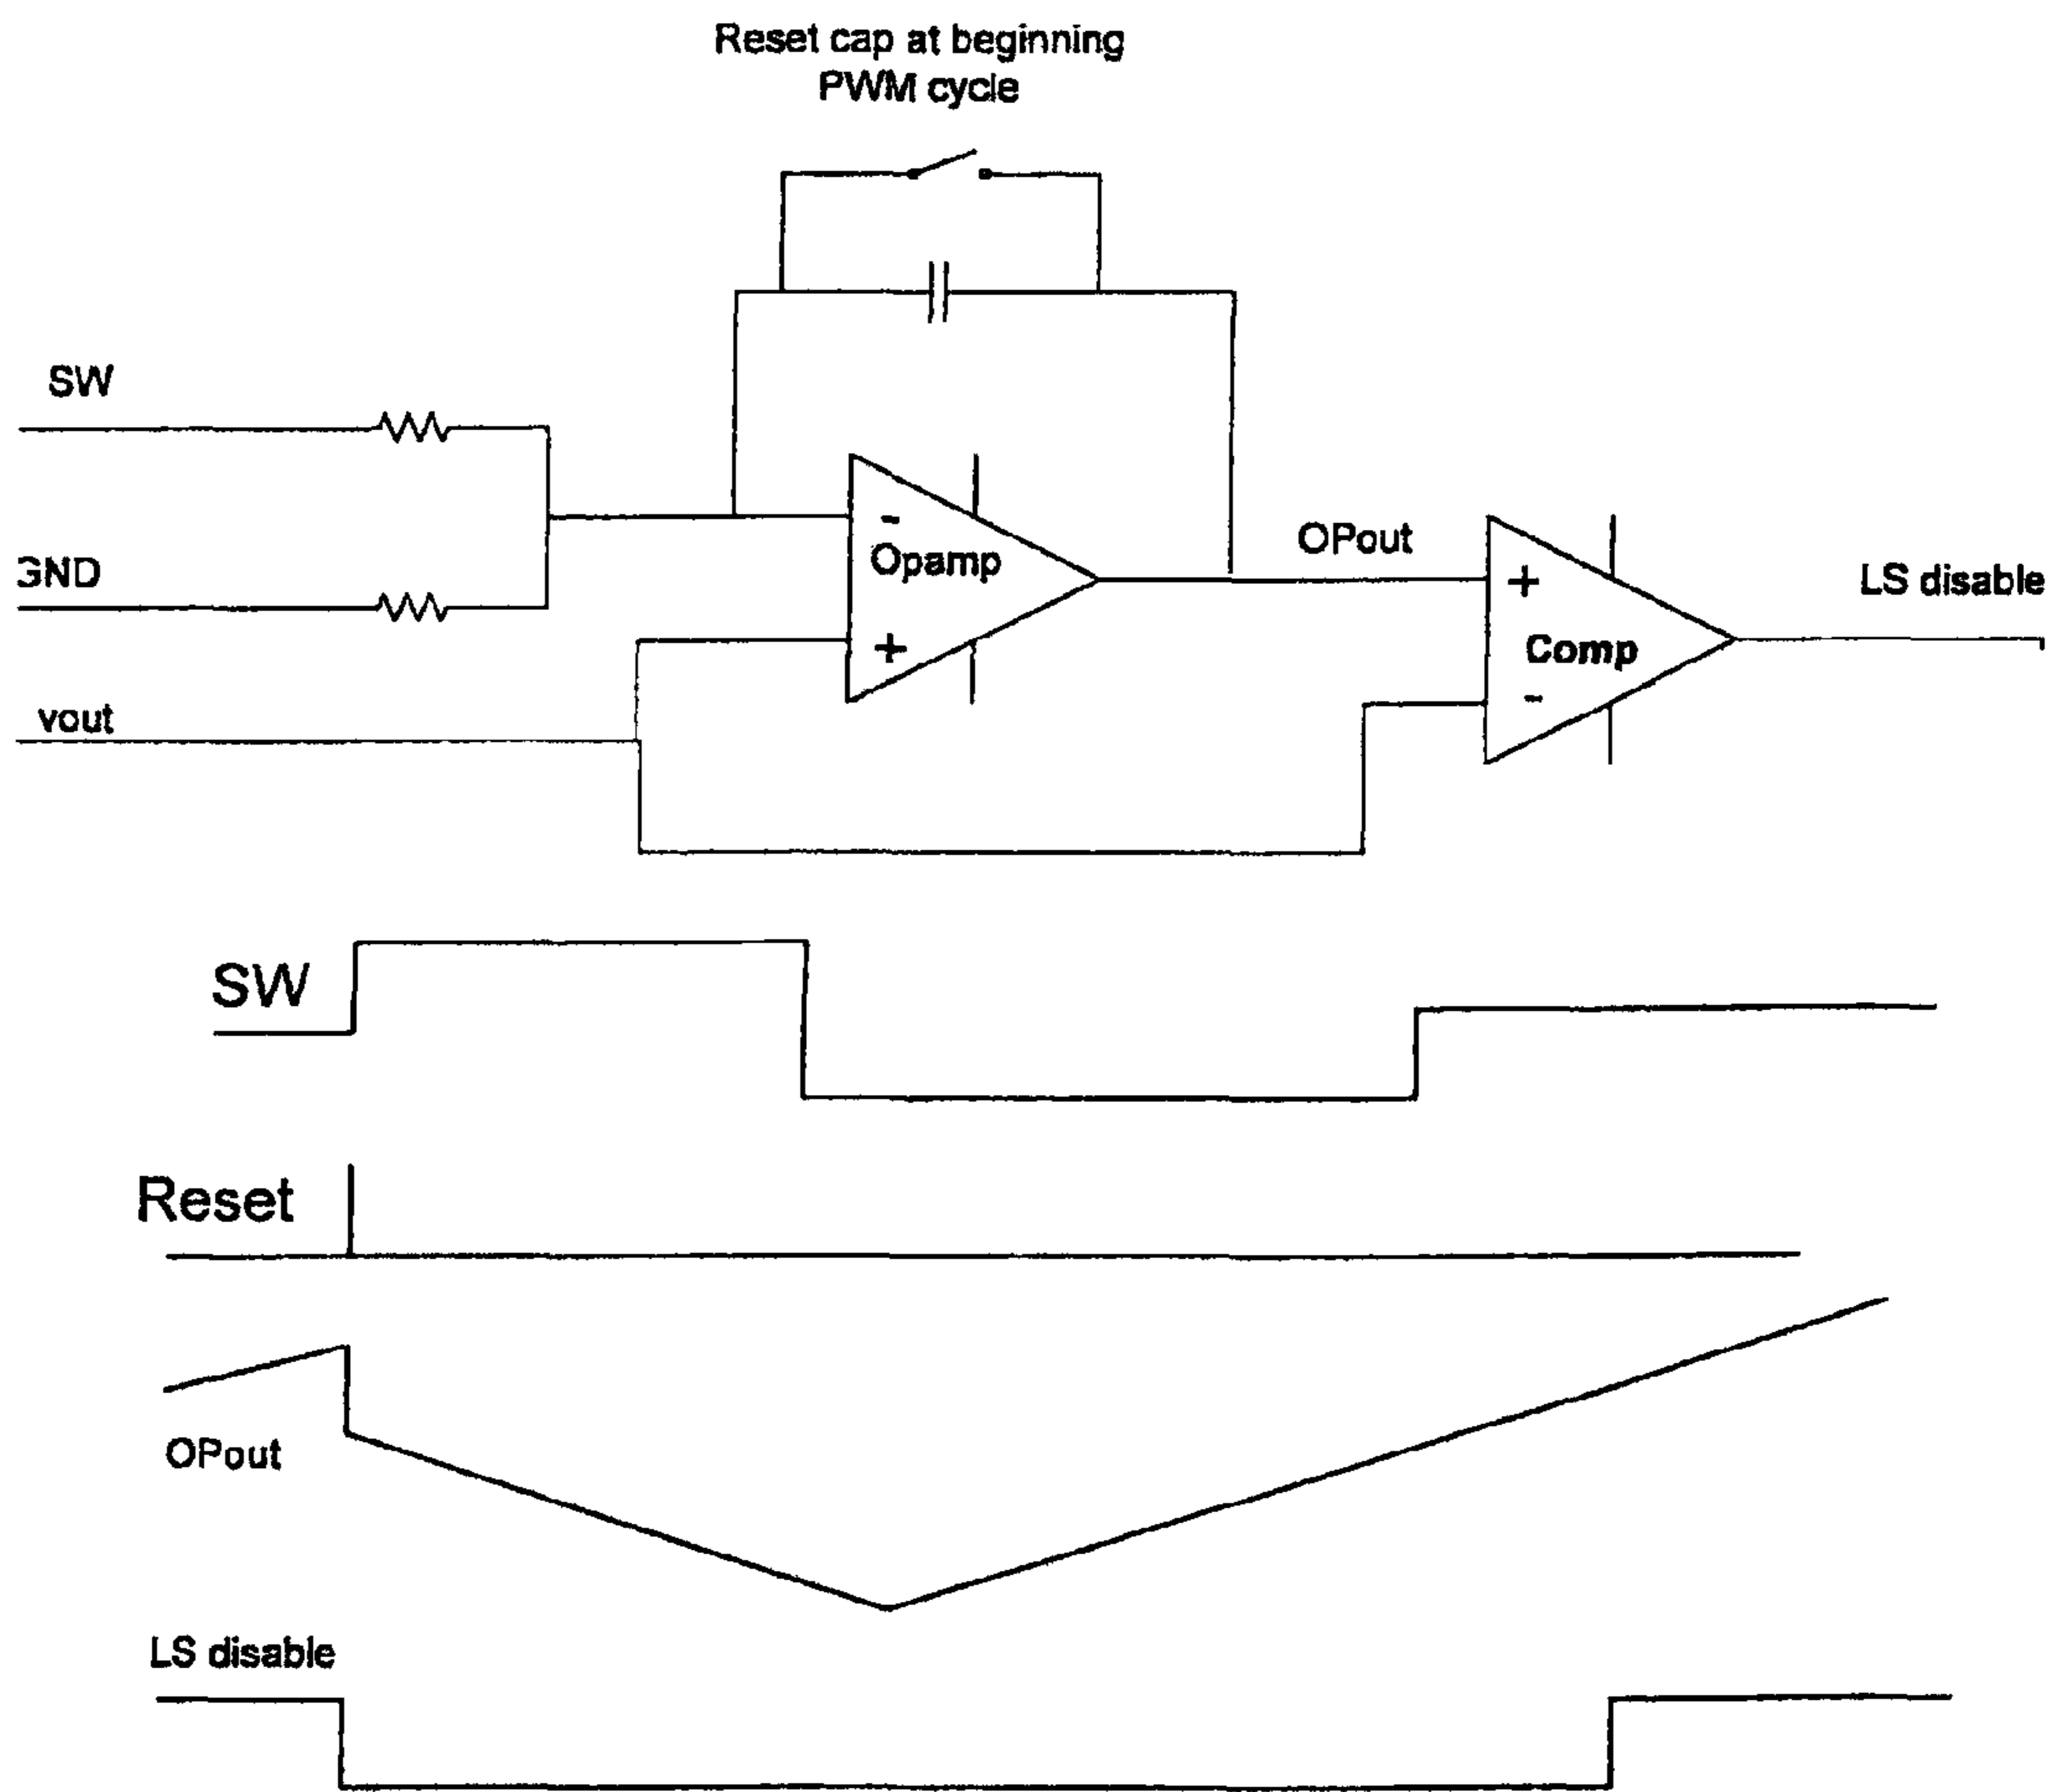 Reset cap at beginning
PWM cycle
SW
GND
vout
-
Opamp
+
OPout
+
Comp
-
LS disable
SW
Reset
OPout
LS disable